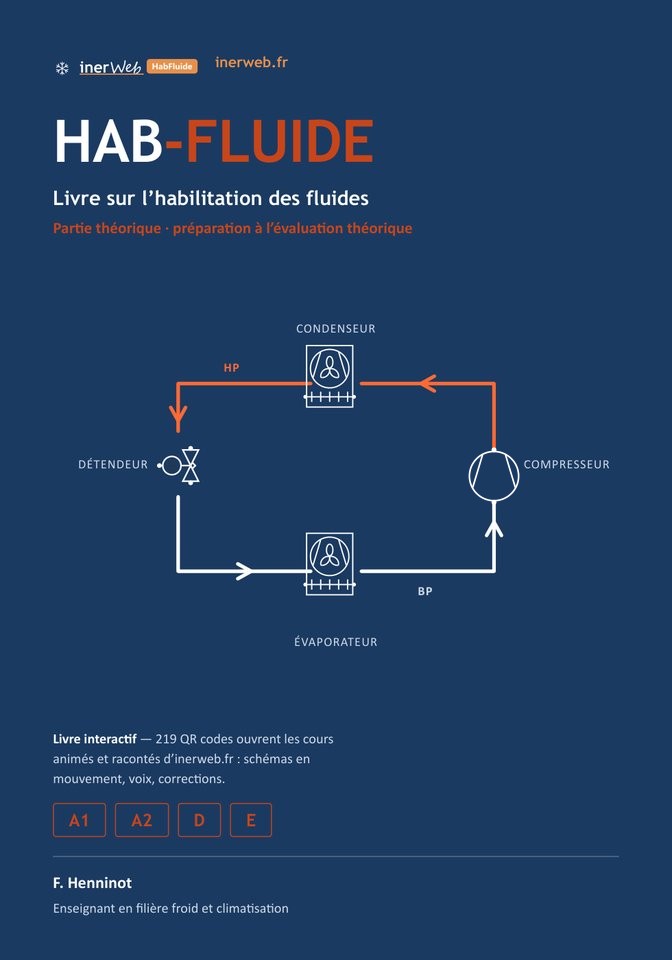 inerWeb HabFluide inerweb.fr
HAB-FLUIDE
Livre sur l’habilitation des fluides
Partie théorique · préparation à l’évaluation théorique
CONDENSEUR
HP
DÉTENDEUR
COMPRESSEUR
BP
ÉVAPORATEUR
Livre interactif — 219 QR codes ouvrent les cours
animés et racontés d’inerweb.fr : schémas en
mouvement, voix, corrections.
A1 A2 D E
F. Henninot
Enseignant en filière froid et climatisation